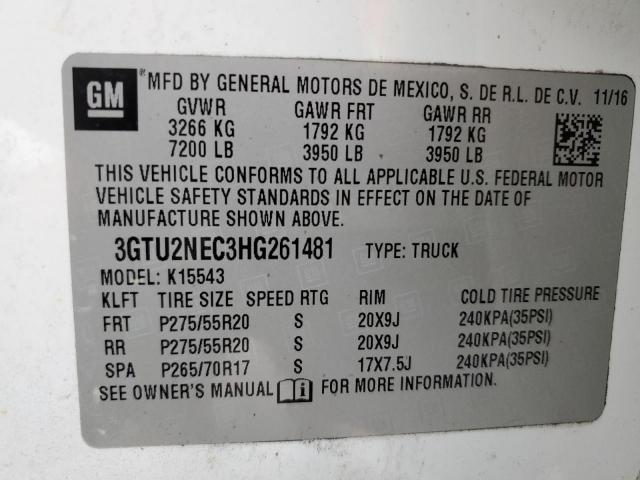 GM MFD BY GENERAL MOTORS DE MEXICO, S. DE R.L. DE C.V. 11/16
GVWR GAWR FRT GAWR RR
3266 KG 1792 KG 1792 KG
7200 LB 3950 LB 3950 LB
THIS VEHICLE CONFORMS TO ALL APPLICABLE U.S. FEDERAL MOTOR
VEHICLE SAFETY STANDARDS IN EFFECT ON THE DATE OF
MANUFACTURE SHOWN ABOVE.
3GTU2NEC3HG261481 TYPE: TRUCK
MODEL: K15543
KLFT TIRE SIZE SPEED RTG RIM COLD TIRE PRESSURE
FRT P275/55R20 S 20X9J 240KPA(35PSI)
RR P275/55R20 S 20X9J 240KPA(35PSI)
SPA P265/70R17 S 17X7.5J 240KPA(35PSI)
SEE OWNER'S MANUAL FOR MORE INFORMATION.